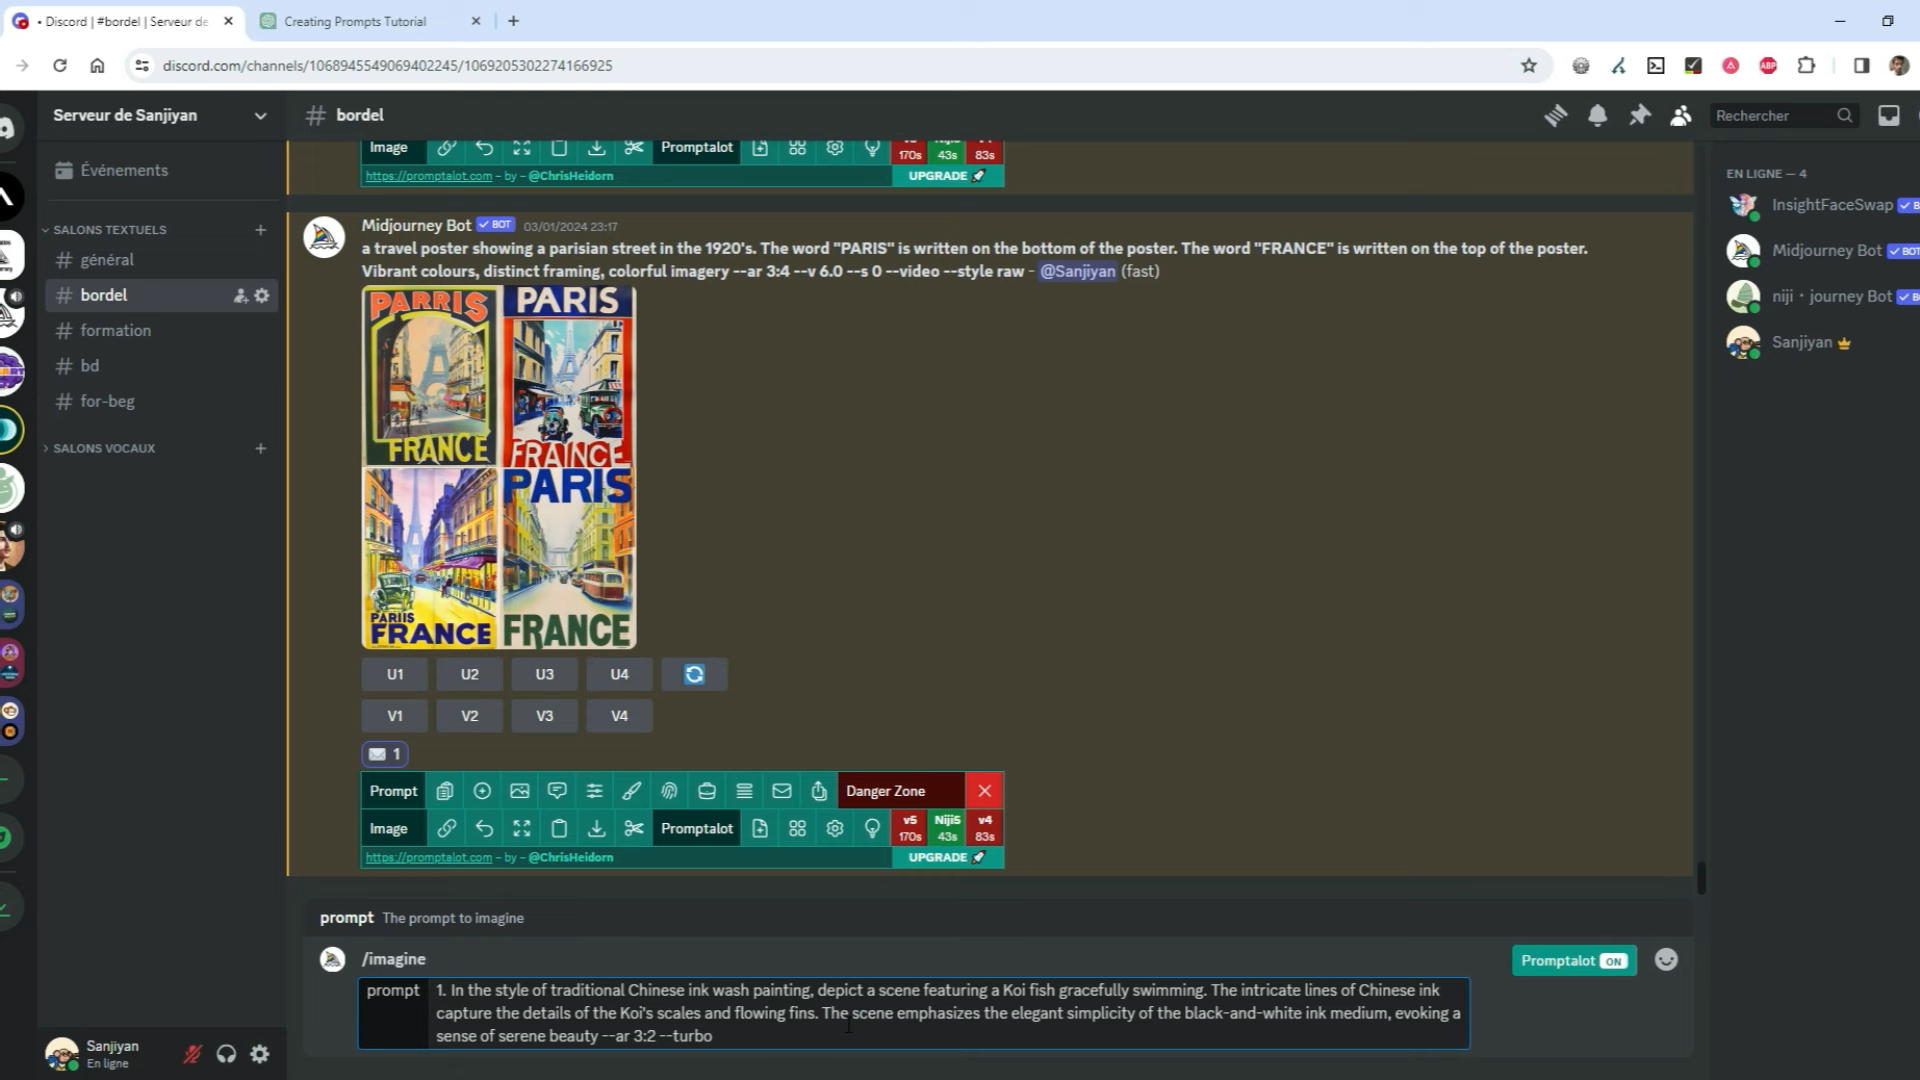 • Discord | #bordel | Serveur de
Creating Prompts Tutorial
discord.com/channels/1068945549069402245/1069205302274166925
ABP
Serveur de Sanjiyan
# bordel
Rechercher
Événements
SALONS TEXTUELS
# général
# bordel
# formation
# bd
# for-beg
SALONS VOCAUX
Image
Promptalot
170s
43s
83s
https://promptalot.com - by - @ChrisHeidorn
UPGRADE
Midjourney Bot
BOT
03/01/2024 23:17
a travel poster showing a parisian street in the 1920's. The word "PARIS" is written on the bottom of the poster. The word "FRANCE" is written on the top of the poster.
Vibrant colours, distinct framing, colorful imagery --ar 3:4 --v 6.0 --s 0 --video --style raw - @Sanjiyan (fast)
PARRIS
FRANCE
PARIS
FRAINCE
PARIIS
FRANCE
PARIS
FRANCE
U1
U2
U3
U4
V1
V2
V3
V4
1
Prompt
Danger Zone
Image
Promptalot
v5
170s
Niji5
43s
v4
83s
https://promptalot.com - by - @ChrisHeidorn
UPGRADE
prompt The prompt to imagine
/imagine
Promptalot ON
prompt
1. In the style of traditional Chinese ink wash painting, depict a scene featuring a Koi fish gracefully swimming. The intricate lines of Chinese ink
capture the details of the Koi's scales and flowing fins. The scene emphasizes the elegant simplicity of the black-and-white ink medium, evoking a
sense of serene beauty --ar 3:2 --turbo
EN LIGNE — 4
InsightFaceSwap
Midjourney Bot
BOT
niji・journey Bot
Sanjiyan
Sanjiyan
En ligne